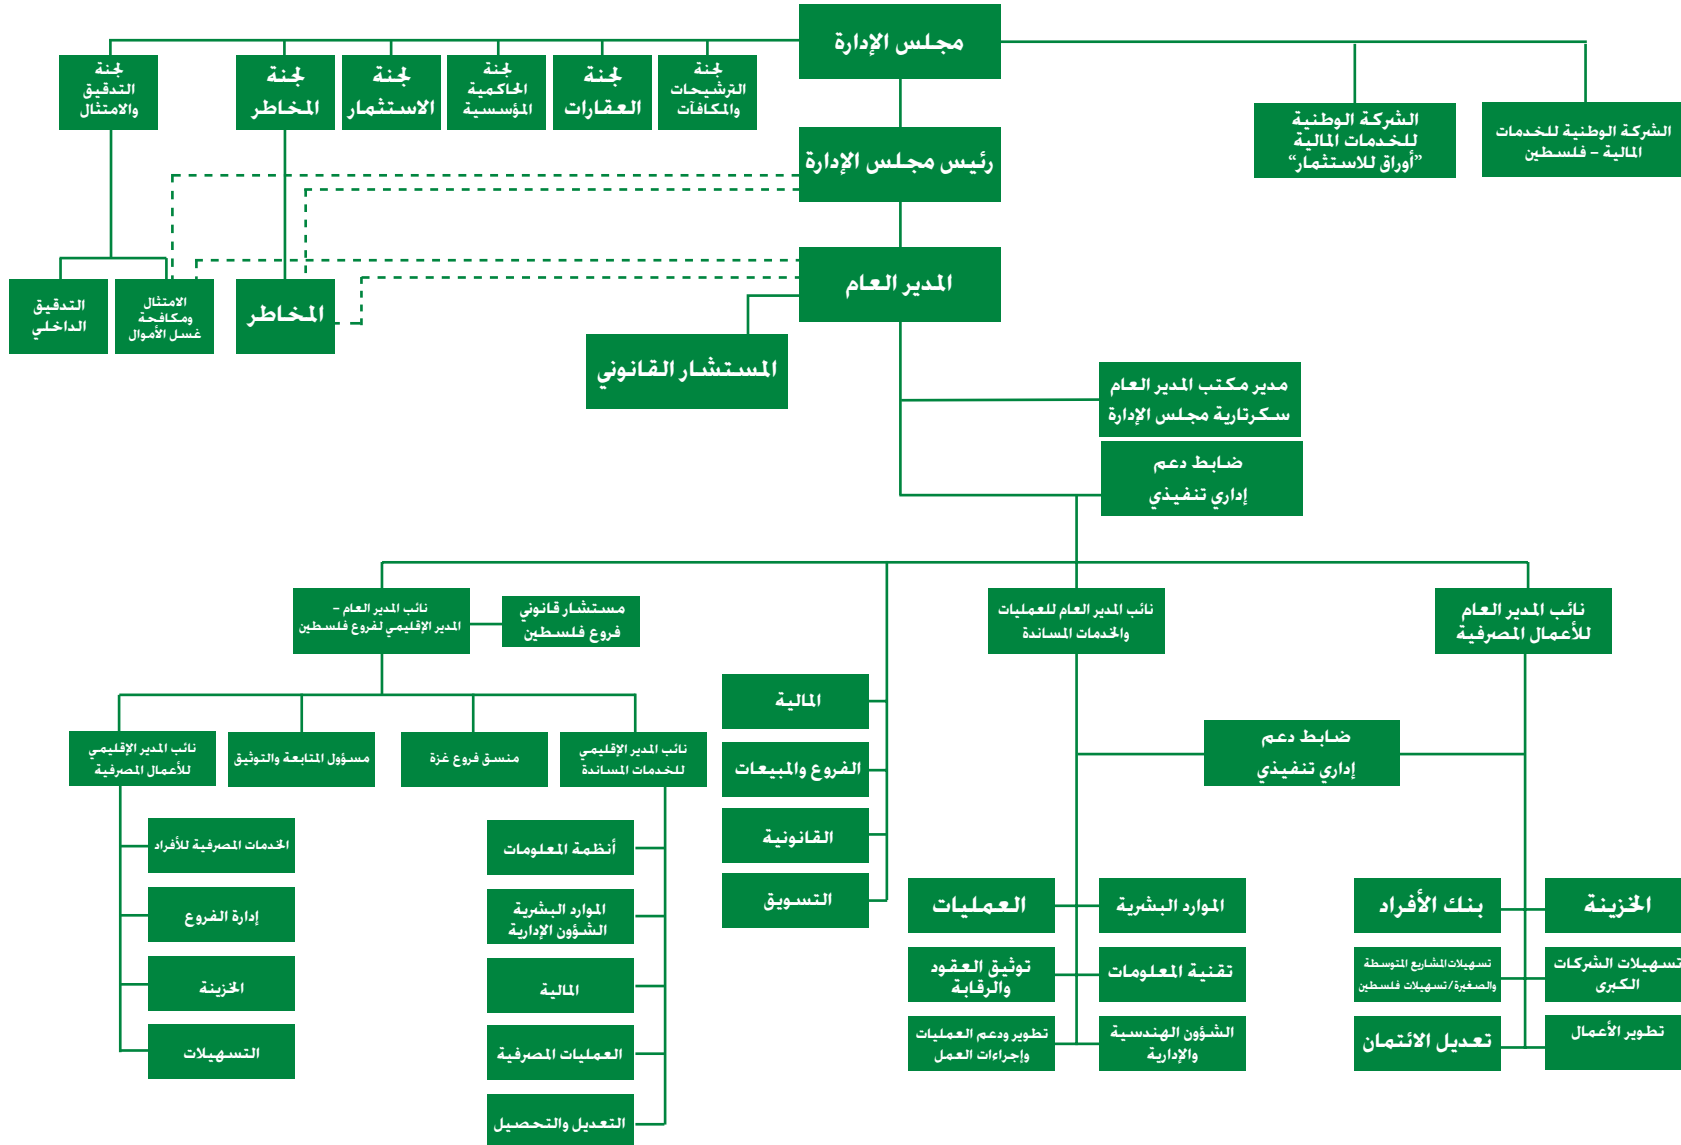 مجلس الإدارة
لجنة
الترشيحات
والمكافآت
لجنة
العقارات
لجنة
الحاكمية
المؤسسية
لجنة
الاستثمار
لجنة
المخاطر
لجنة
التدقيق
والامتثال
الشركة الوطنية للخدمات
المالية – فلسطين
الشركة الوطنية
للخدمات المالية
“أوراق للاستثمار”
رئيس مجلس الإدارة
المدير العام
المخاطر
الامتثال
ومكافحة
غسل الأموال
التدقيق
الداخلي
المستشار القانوني
مدير مكتب المدير العام
سكرتارية مجلس الإدارة
ضابط دعم
إداري تنفيذي
نائب المدير العام
للأعمال المصرفية
نائب المدير العام للعمليات
والخدمات المساندة
مستشار قانوني
فروع فلسطين
نائب المدير العام –
المدير الإقليمي لفروع فلسطين
ضابط دعم
إداري تنفيذي
المالية
الفروع والمبيعات
القانونية
التسويق
نائب المدير الإقليمي
للخدمات المساندة
منسق فروع غزة
مسؤول المتابعة والتوثيق
نائب المدير الإقليمي
للأعمال المصرفية
الخزينة
بنك الأفراد
تسهيلات الشركات
الكبرى
تسهيلات المشاريع المتوسطة
والصغيرة/تسهيلات فلسطين
تطوير الأعمال
تعديل الائتمان
الموارد البشرية
العمليات
تقنية المعلومات
توثيق العقود
والرقابة
الشؤون الهندسية
والإدارية
تطوير ودعم العمليات
وإجراءات العمل
أنظمة المعلومات
الموارد البشرية
الشؤون الإدارية
المالية
العمليات المصرفية
التعديل والتحصيل
الخدمات المصرفية للأفراد
إدارة الفروع
الخزينة
التسهيلات